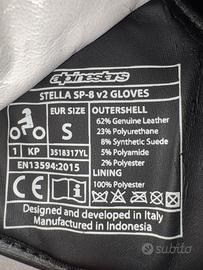 alpinestars
STELLA SP-8 v2 GLOVES
EUR SIZE
S
1 KP
3518317YL
EN13594:2015
OUTERSHELL
62% Genuine Leather
23% Polyurethane
8% Synthetic Suede
5% Polyamide
2% Polyester
LINING
100% Polyester
CE
i
Designed and developed in Italy
Manufactured in Indonesia
subito